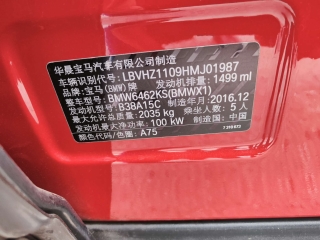 华晨宝马汽车有限公司制造
车辆识别代号: LBVHZ1109HMJ01987
品牌: 宝马(BMW)牌 发动机排量: 1499 ml
整车型号: BMW6462KS(BMWX1)
发动机型号: B38A15C 制造年月: 2016.12
最大允许总质量: 2035 kg 乘坐人数: 5 人
发动机最大净功率: 100 kW 制造国: 中国
颜色代码/色圈: A75